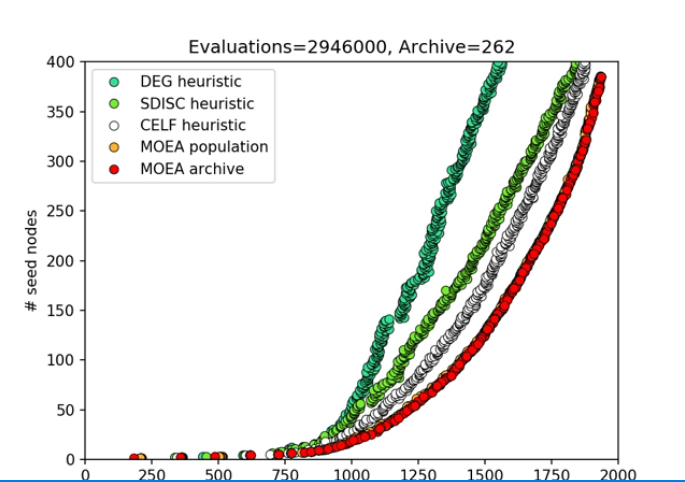 Evaluations=2946000, Archive=262
DEG heuristic
SDISC heuristic
CELF heuristic
MOEA population
MOEA archive
# seed nodes
400
350
300
250
200
150
100
50
0
0 250 500 750 1000 1250 1500 1750 2000